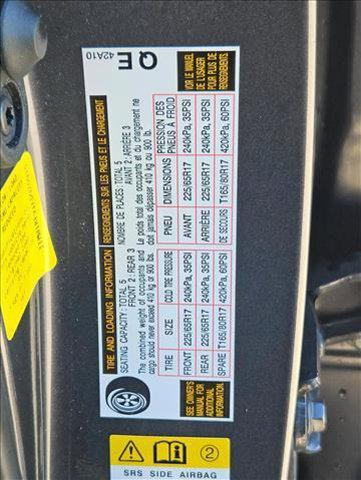 TIRE AND LOADING INFORMATION
RENSEIGNEMENTS SUR LES PNEUS ET LE CHARGEMENT
SEATING CAPACITY: TOTAL 5
FRONT 2: REAR 3
NOMBRE DE PLACES: TOTAL 5
AVANT 2: ARRIÈRE 3
The combined weight of occupants and
cargo should never exceed 410 kg or 900 lb.
Le poids total des occupants et du chargement ne
doit jamais dépasser 410 kg ou 900 lb.
TIRE SIZE COLD TIRE PRESSURE
FRONT 225/65R17 240kPa, 35PSI
REAR 225/65R17 240kPa, 35PSI
SPARE T165/80R17 420kPa, 60PSI
PNEU DIMENSIONS PRESSION DES
PNEUS À FROID
AVANT 225/65R17 240kPa, 35PSI
ARRIÈRE 225/65R17 240kPa, 35PSI
DE SECOURS T165/80R17 420kPa, 60PSI
SEE OWNER'S
MANUAL FOR
ADDITIONAL
INFORMATION
VOIR LE MANUEL
DE L'USAGER
POUR PLUS DE
RENSEIGNEMENTS
42A10
QE
2
SRS SIDE AIRBAG